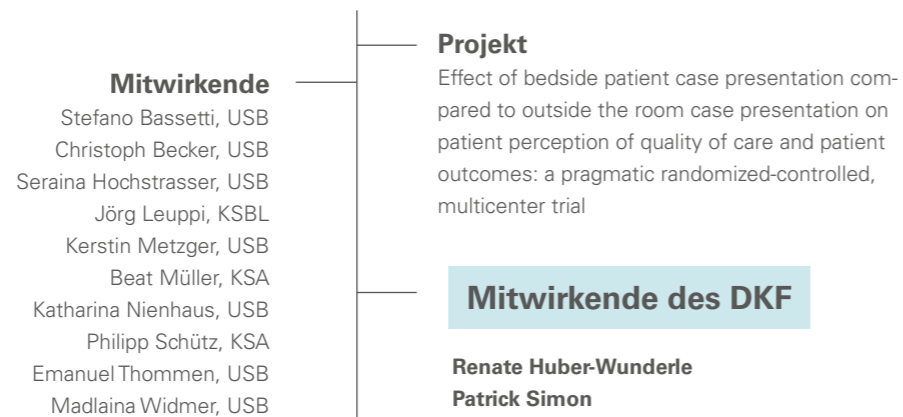 Mitwirkende
Stefano Bassetti, USB
Christoph Becker, USB
Seraina Hochstrasser, USB
Jörg Leuppi, KSBL
Kerstin Metzger, USB
Beat Müller, KSA
Katharina Nienhaus, USB
Philipp Schütz, KSA
Emanuel Thommen, USB
Madlaina Widmer, USB
Projekt
Effect of bedside patient case presentation com-
pared to outside the room case presentation on
patient perception of quality of care and patient
outcomes: a pragmatic randomized-controlled,
multicenter trial
Mitwirkende des DKF
Renate Huber-Wunderle
Patrick Simon